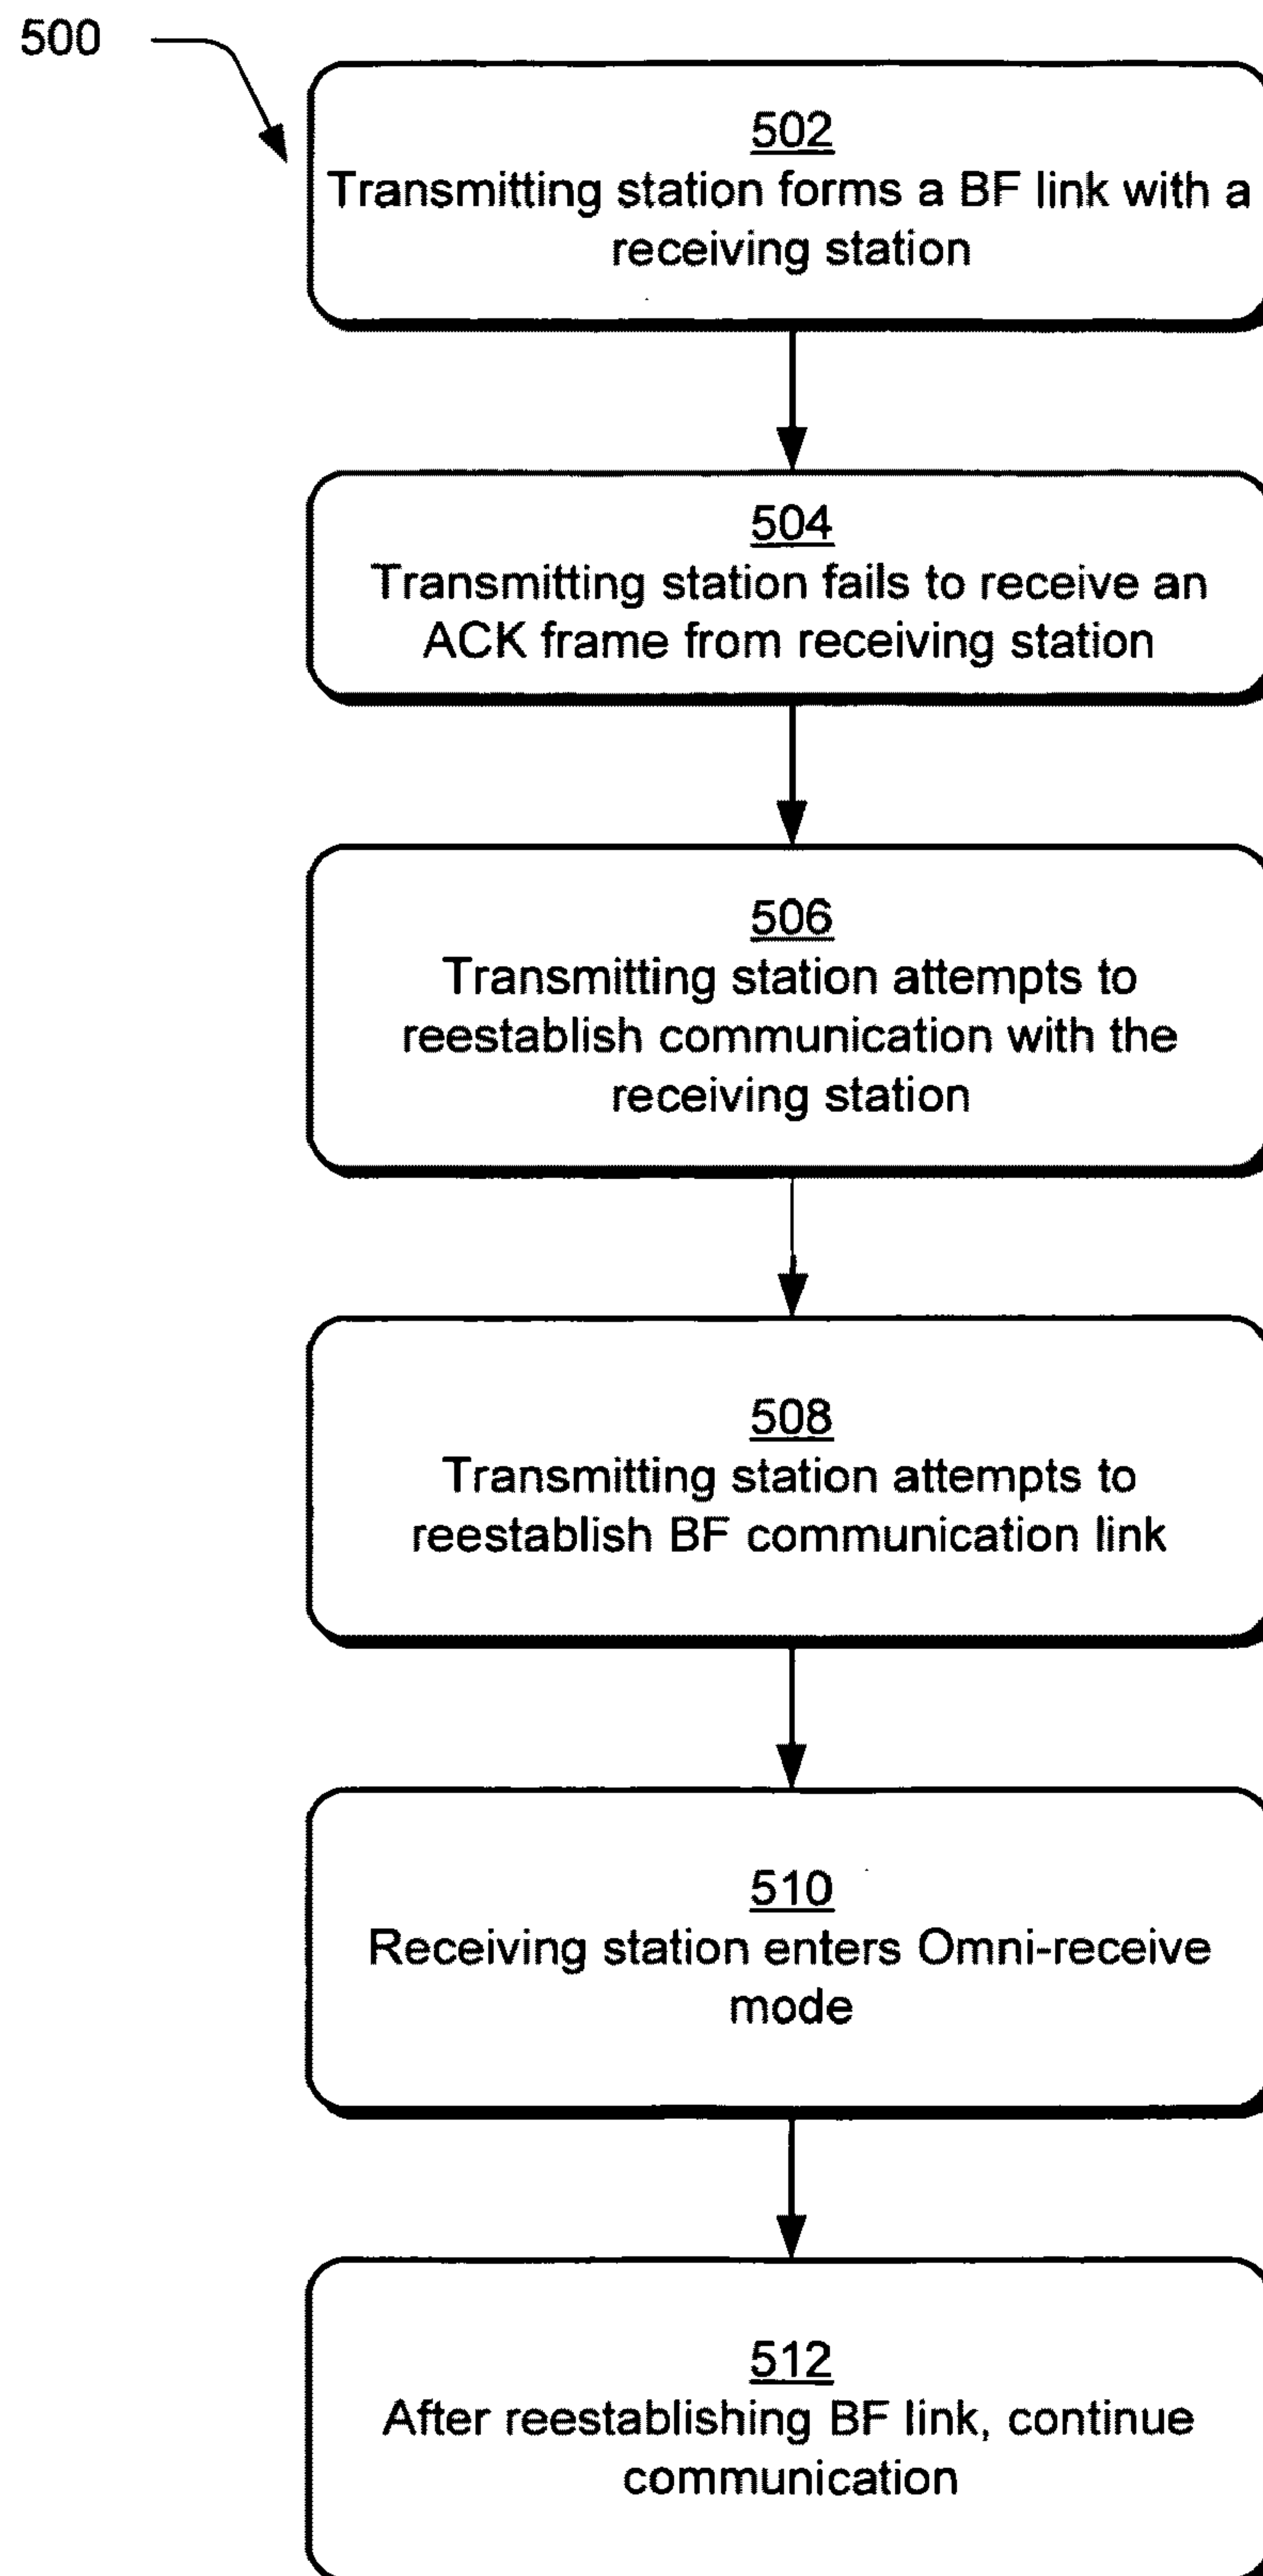 500
502
Transmitting station forms a BF link with a
receiving station
504
Transmitting station fails to receive an
ACK frame from receiving station
506
Transmitting station attempts to
reestablish communication with the
receiving station
508
Transmitting station attempts to
reestablish BF communication link
510
Receiving station enters Omni-receive
mode
512
After reestablishing BF link, continue
communication